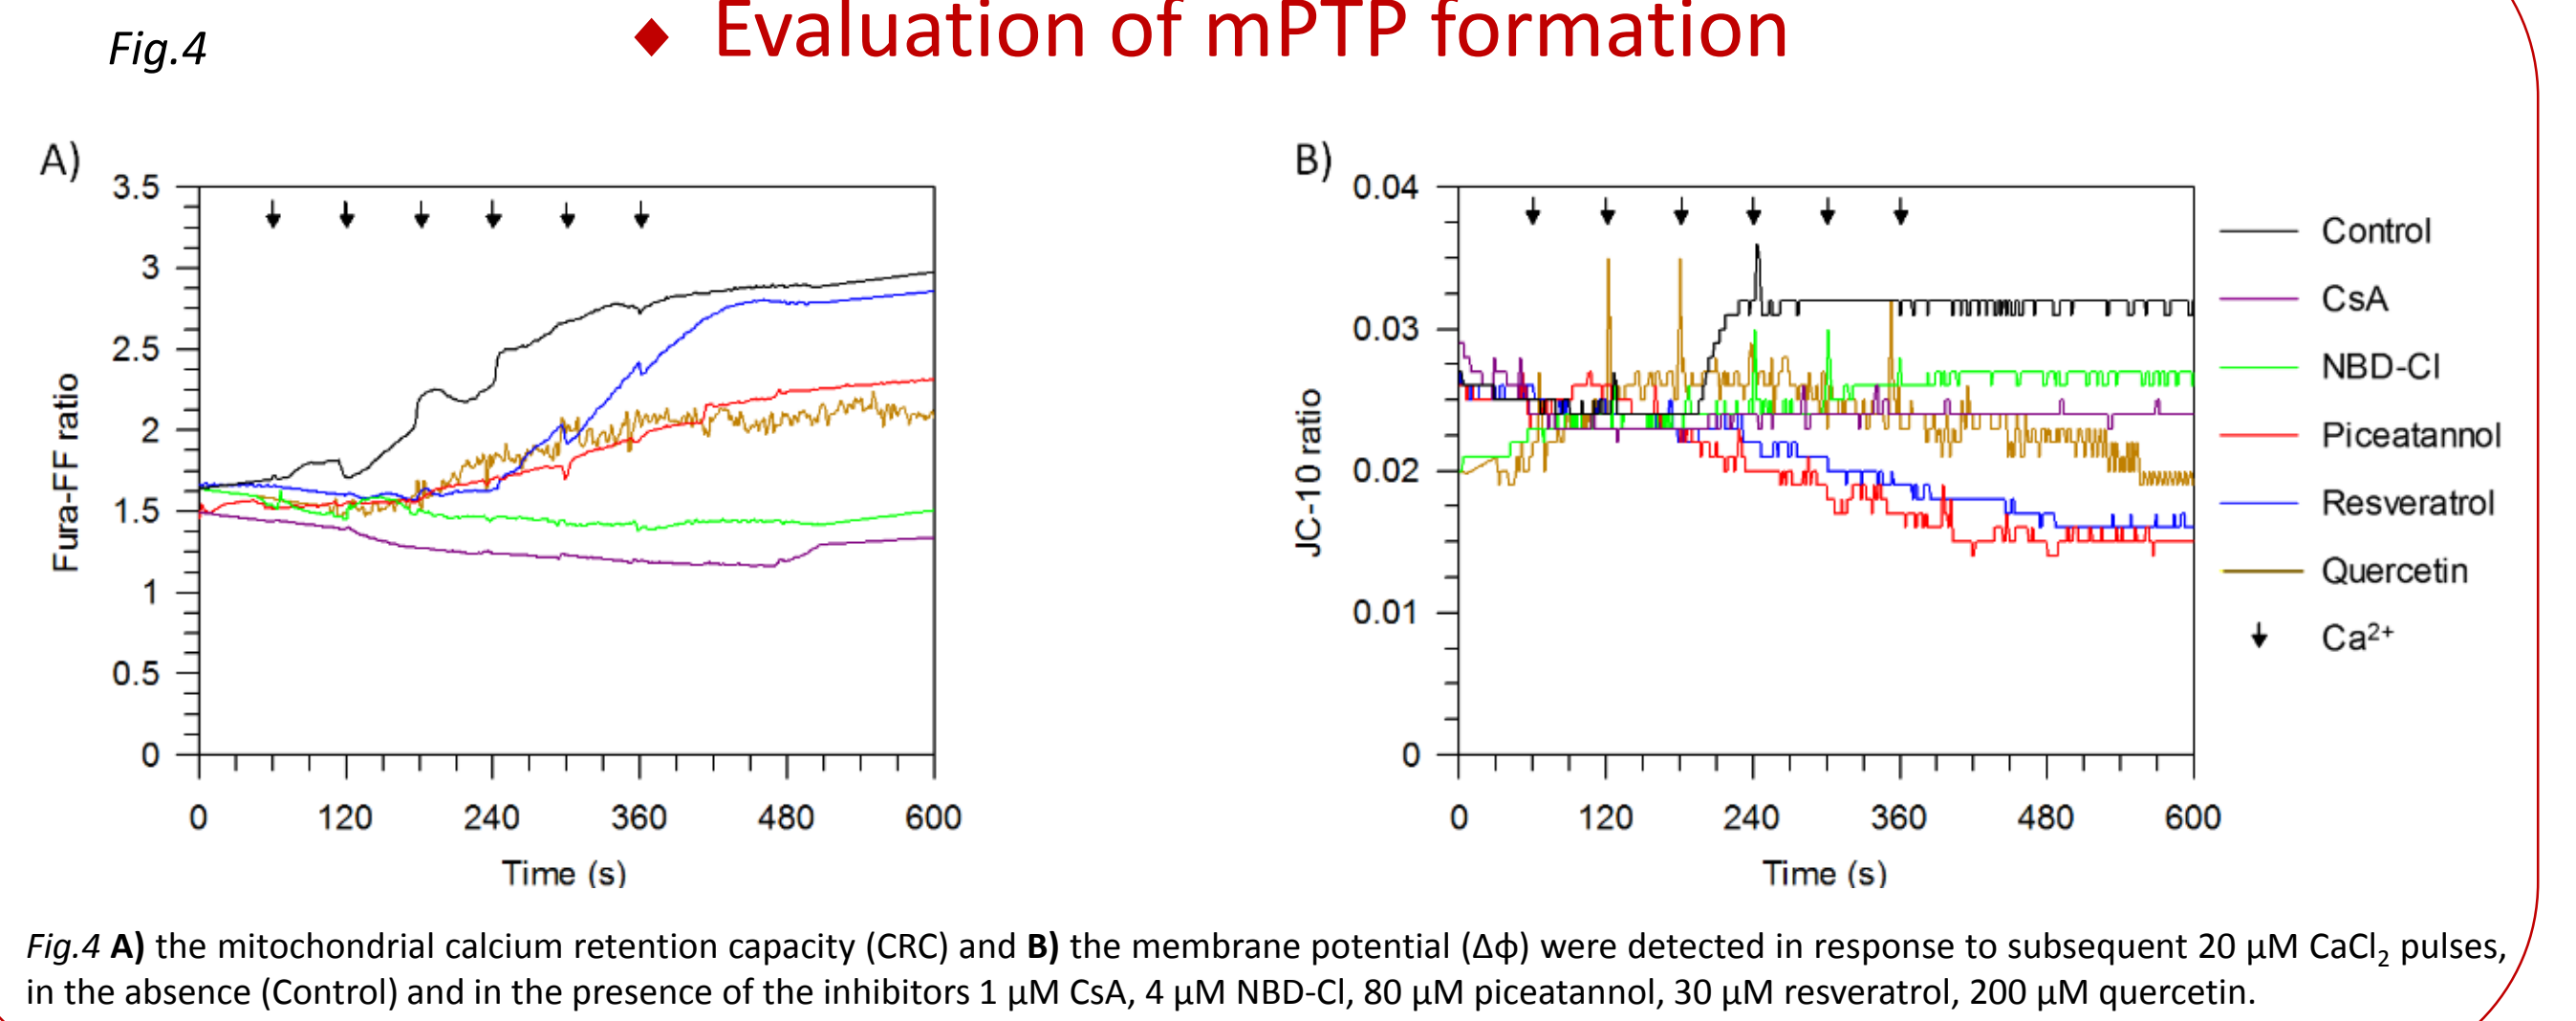 ♦ Evaluation of mPTP formation
Fig.4
A)
3.5
3
2.5
2
1.5
1
0.5
0
Fura-FF ratio
0 120 240 360 480 600
Time (s)
B)
0.04
0.03
0.02
0.01
0
JC-10 ratio
0 120 240 360 480 600
Time (s)
Control
CsA
NBD-Cl
Piceatannol
Resveratrol
Quercetin
Ca²⁺
Fig.4 A) the mitochondrial calcium retention capacity (CRC) and B) the membrane potential (Δϕ) were detected in response to subsequent 20 μM CaCl₂ pulses,
in the absence (Control) and in the presence of the inhibitors 1 μM CsA, 4 μM NBD-Cl, 80 μM piceatannol, 30 μM resveratrol, 200 μM quercetin.